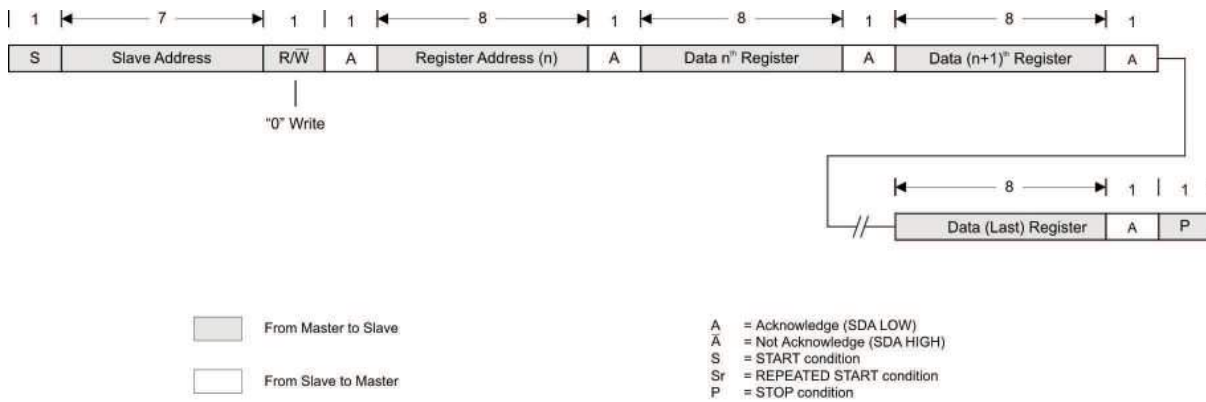 1 7 1 1 8 1 8 1 8 1
S Slave Address R/W̅ A Register Address (n) A Data nᵗʰ Register A Data (n+1)ᵗʰ Register A
“0” Write
8 1 1
Data (Last) Register A P
From Master to Slave
From Slave to Master
A = Acknowledge (SDA LOW)
A̅ = Not Acknowledge (SDA HIGH)
S = START condition
Sr = REPEATED START condition
P = STOP condition